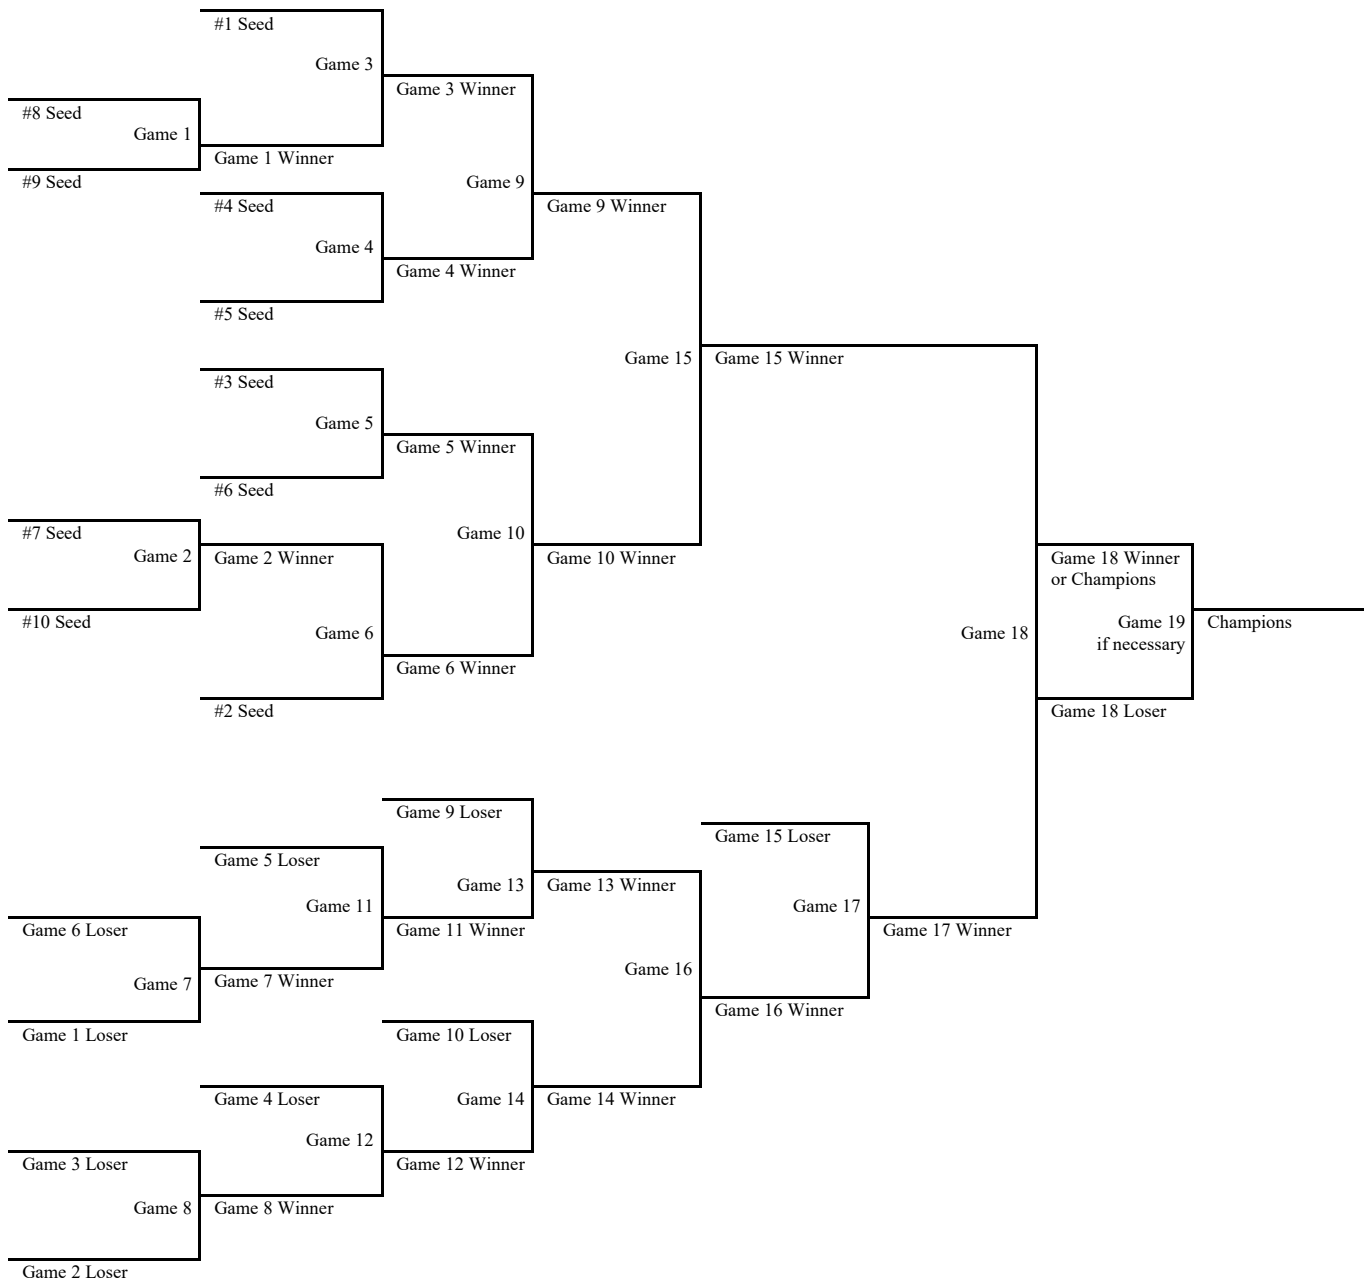 #1 Seed
Game 3
Game 3 Winner
#8 Seed
Game 1
Game 1 Winner
#9 Seed
Game 9
Game 9 Winner
#4 Seed
Game 4
Game 4 Winner
#5 Seed
Game 15
Game 15 Winner
#3 Seed
Game 5
Game 5 Winner
#6 Seed
#7 Seed
Game 10
Game 2
Game 2 Winner
Game 10 Winner
Game 18 Winner
or Champions
#10 Seed
Game 19
if necessary
Champions
Game 6
Game 18
Game 6 Winner
#2 Seed
Game 18 Loser
Game 9 Loser
Game 15 Loser
Game 5 Loser
Game 13
Game 13 Winner
Game 11
Game 17
Game 6 Loser
Game 11 Winner
Game 17 Winner
Game 16
Game 7
Game 7 Winner
Game 16 Winner
Game 1 Loser
Game 10 Loser
Game 4 Loser
Game 14
Game 14 Winner
Game 12
Game 3 Loser
Game 12 Winner
Game 8
Game 8 Winner
Game 2 Loser